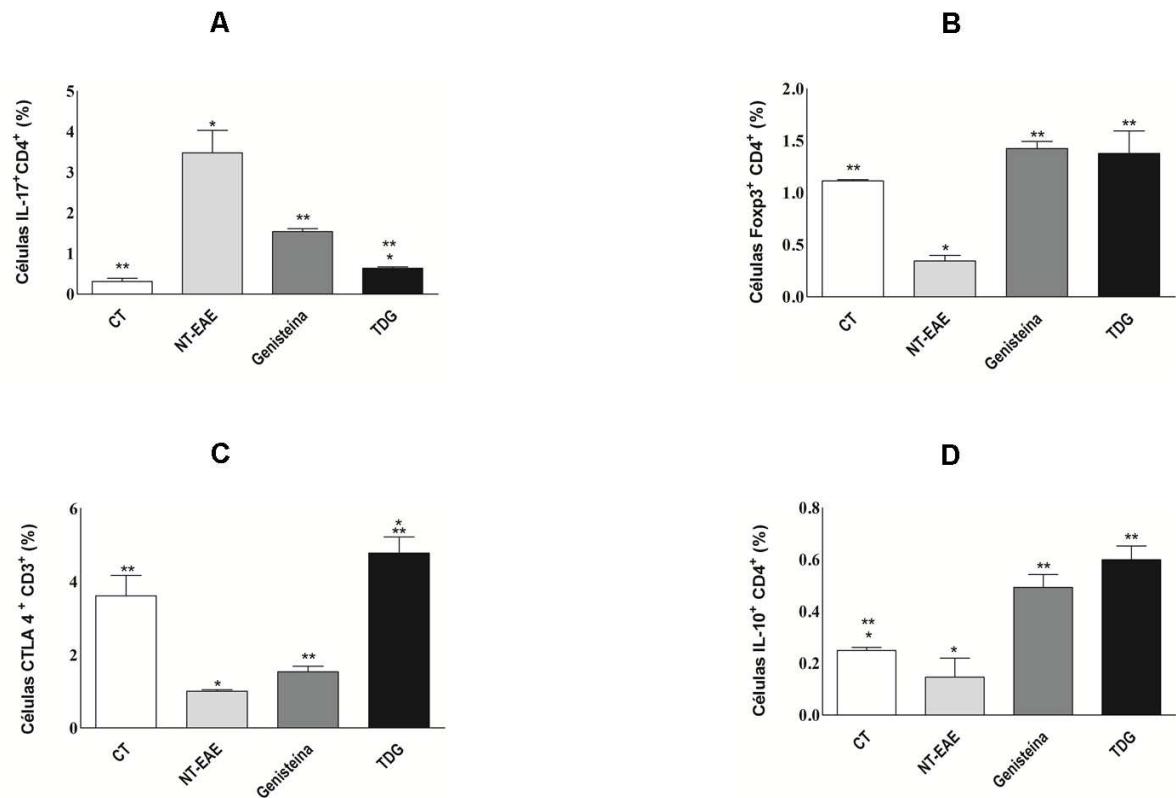 A
Células IL-17⁺CD4⁺ (%)
5
4
3
2
1
0
**
*
**
**
*
CT
NT-EAE
Genisteína
TDG
B
Células Foxp3⁺ CD4⁺ (%)
2.0
1.5
1.0
0.5
0.0
**
*
**
**
CT
NT-EAE
Genisteína
TDG
C
Células CTLA 4 ⁺ CD3⁺ (%)
6
4
2
0
**
*
**
*
**
CT
NT-EAE
Genisteína
TDG
D
Células IL-10⁺ CD4⁺ (%)
0.8
0.6
0.4
0.2
0.0
**
*
*
**
**
CT
NT-EAE
Genisteína
TDG